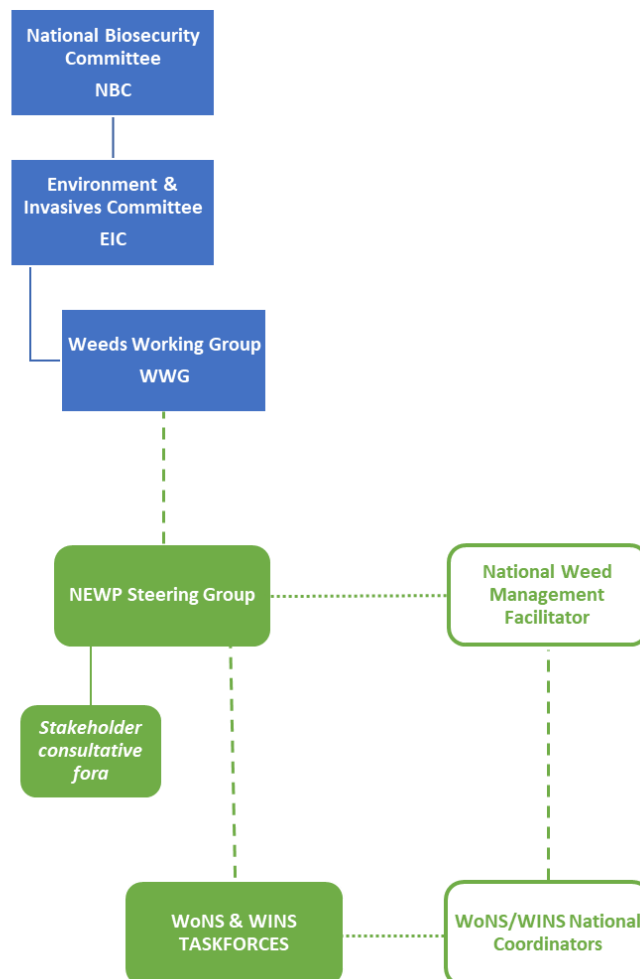 National Biosecurity
Committee
NBC
Environment &
Invasives Committee
EIC
Weeds Working Group
WWG
NEWP Steering Group
National Weed
Management
Facilitator
Stakeholder
consultative
fora
WoNS & WINS
TASKFORCES
WoNS/WINS National
Coordinators